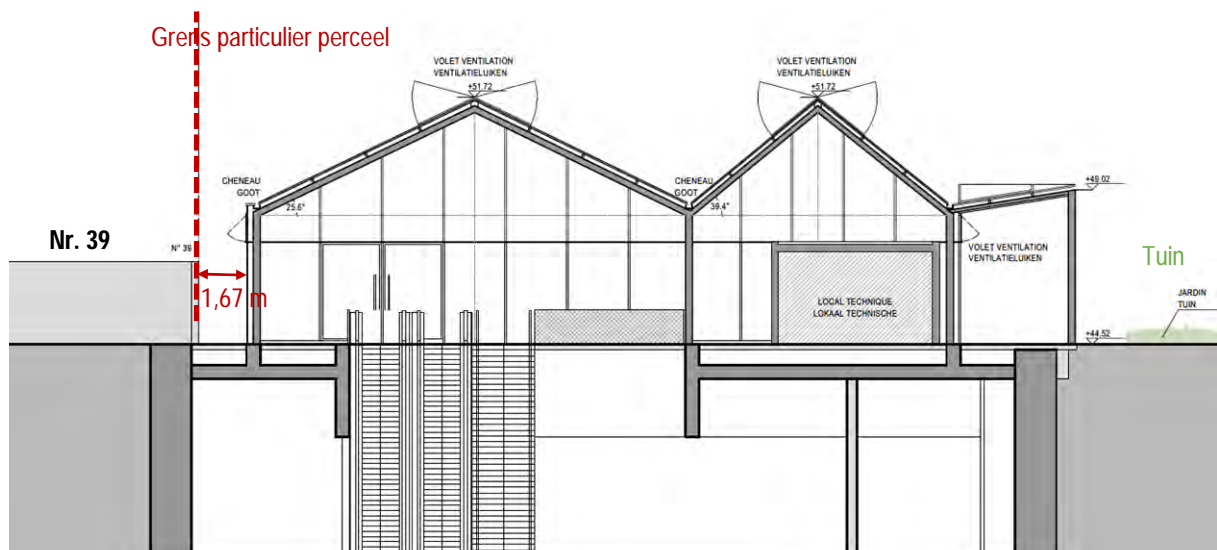 Grens particulier perceel
VOLET VENTILATION
VENTILATIELUIKEN
+51.72
VOLET VENTILATION
VENTILATIELUIKEN
+51.72
CHENEAU
GOOT
25.6°
CHENEAU
GOOT
39.4°
+49.02
Nr. 39
N° 39
1,67 m
VOLET VENTILATION
VENTILATIELUIKEN
Tuin
LOCAL TECHNIQUE
LOKAAL TECHNISCHE
JARDIN
TUIN
+44.52